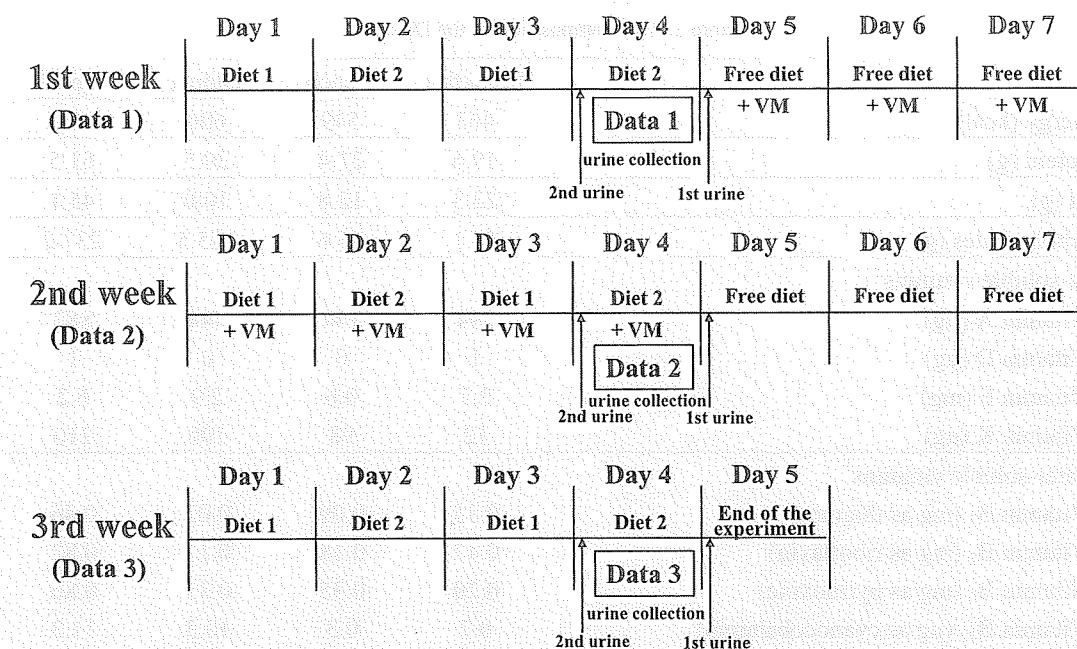 Day 1 Day 2 Day 3 Day 4 Day 5 Day 6 Day 7
1st week Diet 1 Diet 2 Diet 1 Diet 2 Free diet Free diet Free diet
(Data 1) Data 1 + VM + VM + VM
urine collection
2nd urine 1st urine
Day 1 Day 2 Day 3 Day 4 Day 5 Day 6 Day 7
2nd week Diet 1 Diet 2 Diet 1 Diet 2 Free diet Free diet Free diet
(Data 2) + VM + VM + VM + VM
Data 2
urine collection
2nd urine 1st urine
Day 1 Day 2 Day 3 Day 4 Day 5
3rd week Diet 1 Diet 2 Diet 1 Diet 2 End of the
experiment
(Data 3) Data 3
urine collection
2nd urine 1st urine